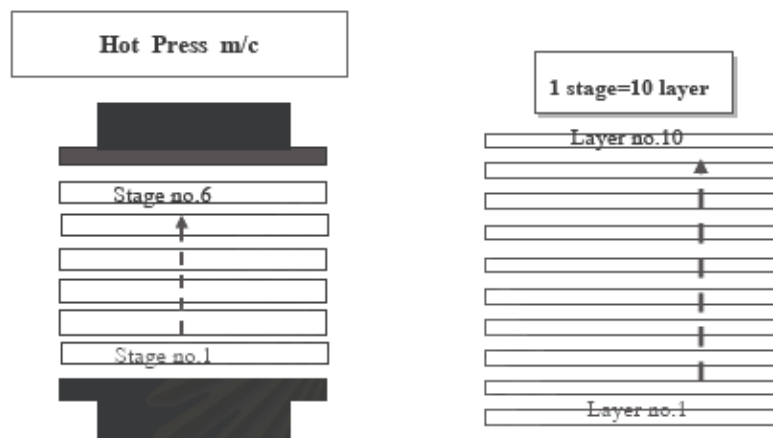 Hot Press m/c
1 stage=10 layer
Stage no.6
Stage no.1
Layer no.10
Layer no.1